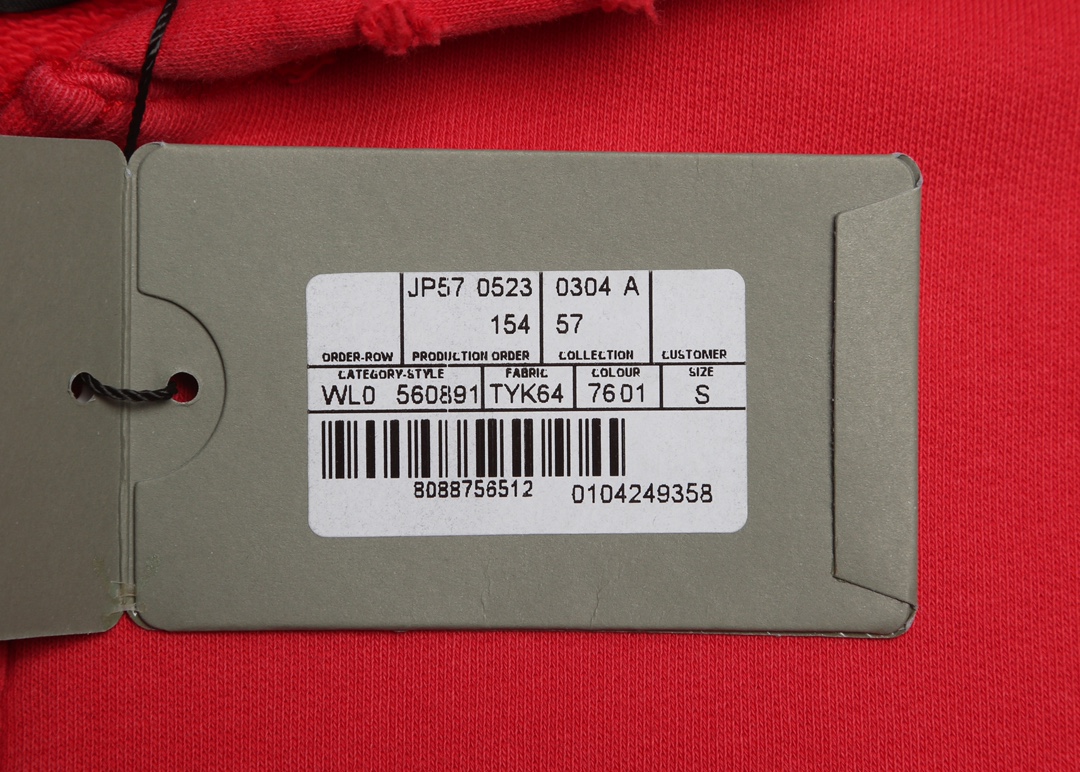 JP57 0523 0304 A
154 57
ORDER-ROW PRODUCTION ORDER COLLECTION CUSTOMER
CATEGORY-STYLE FABRIC COLOUR SIZE
WL0 560891 TYK64 7601 S
8088756512 0104249358